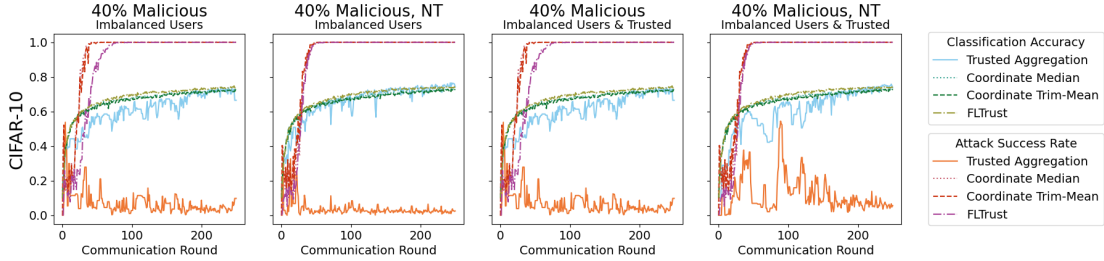 40% Malicious
Imbalanced Users
40% Malicious, NT
Imbalanced Users
40% Malicious
Imbalanced Users & Trusted
40% Malicious, NT
Imbalanced Users & Trusted
CIFAR-10
1.0
0.8
0.6
0.4
0.2
0.0
0 100 200
Communication Round
0 100 200
Communication Round
0 100 200
Communication Round
0 100 200
Communication Round
Classification Accuracy
Trusted Aggregation
Coordinate Median
Coordinate Trim-Mean
FLTrust
Attack Success Rate
Trusted Aggregation
Coordinate Median
Coordinate Trim-Mean
FLTrust